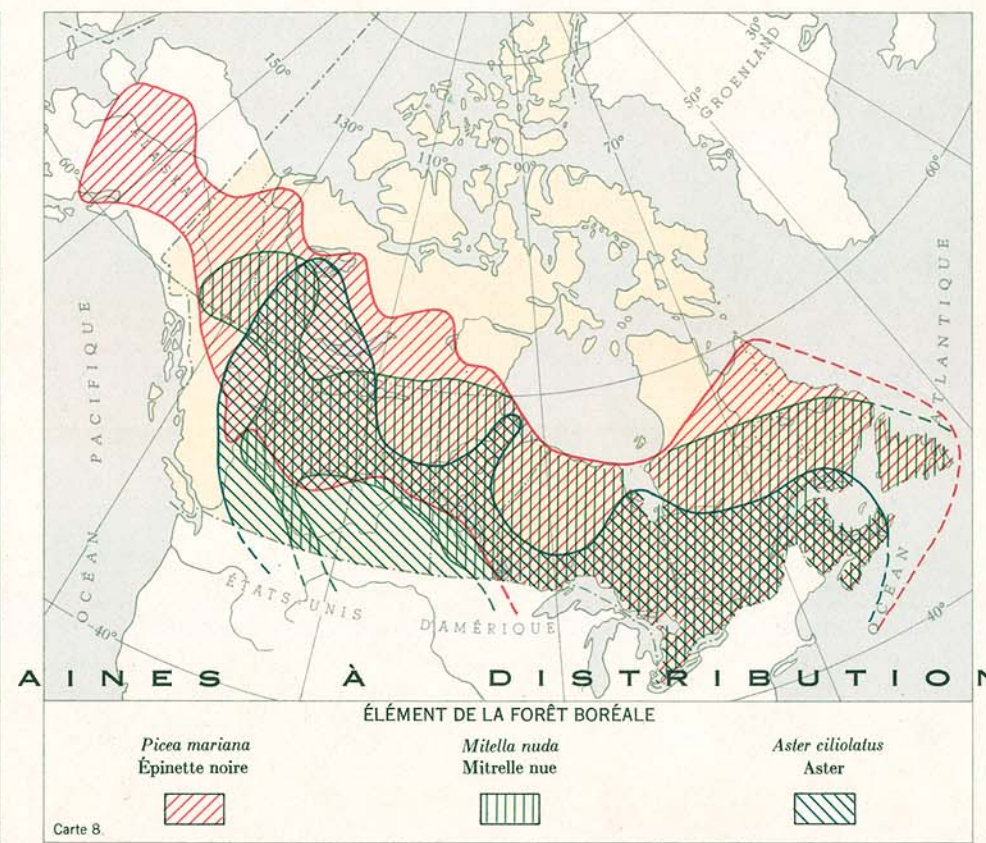 150°
30°
50°
GROENLAND
130°
70°
110°
90°
60°
60°
ALASKA
OCÉAN PACIFIQUE
OCÉAN ATLANTIQUE
40°
40°
ÉTATS-UNIS D'AMÉRIQUE
AINES À DISTRIBUTION
ÉLÉMENT DE LA FORÊT BORÉALE
Picea mariana
Épinette noire
Mitella nuda
Mitrelle nue
Aster ciliolatus
Aster
Carte 8.